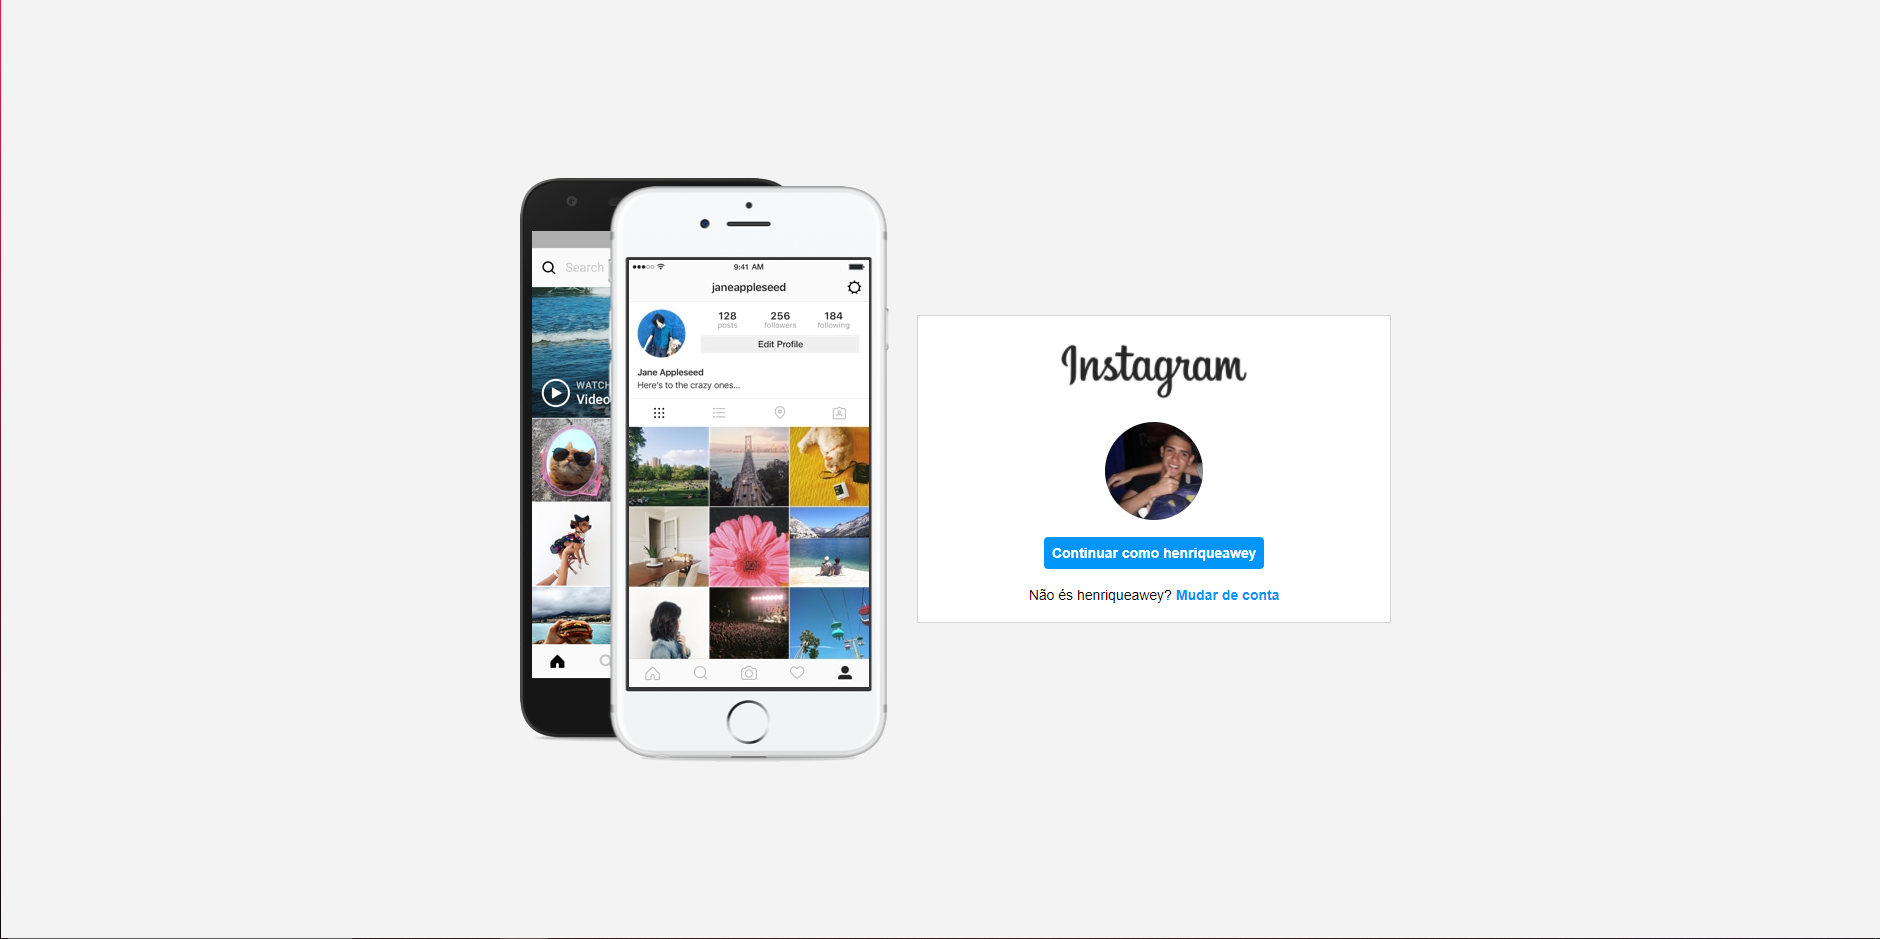 Search
WATCH
Video
9:41 AM
janeappleseed
128
256
184
posts
followers
following
Edit Profile
Jane Appleseed
Here's to the crazy ones...
Instagram
Continuar como henriqueawey
Não és henriqueawey? Mudar de conta